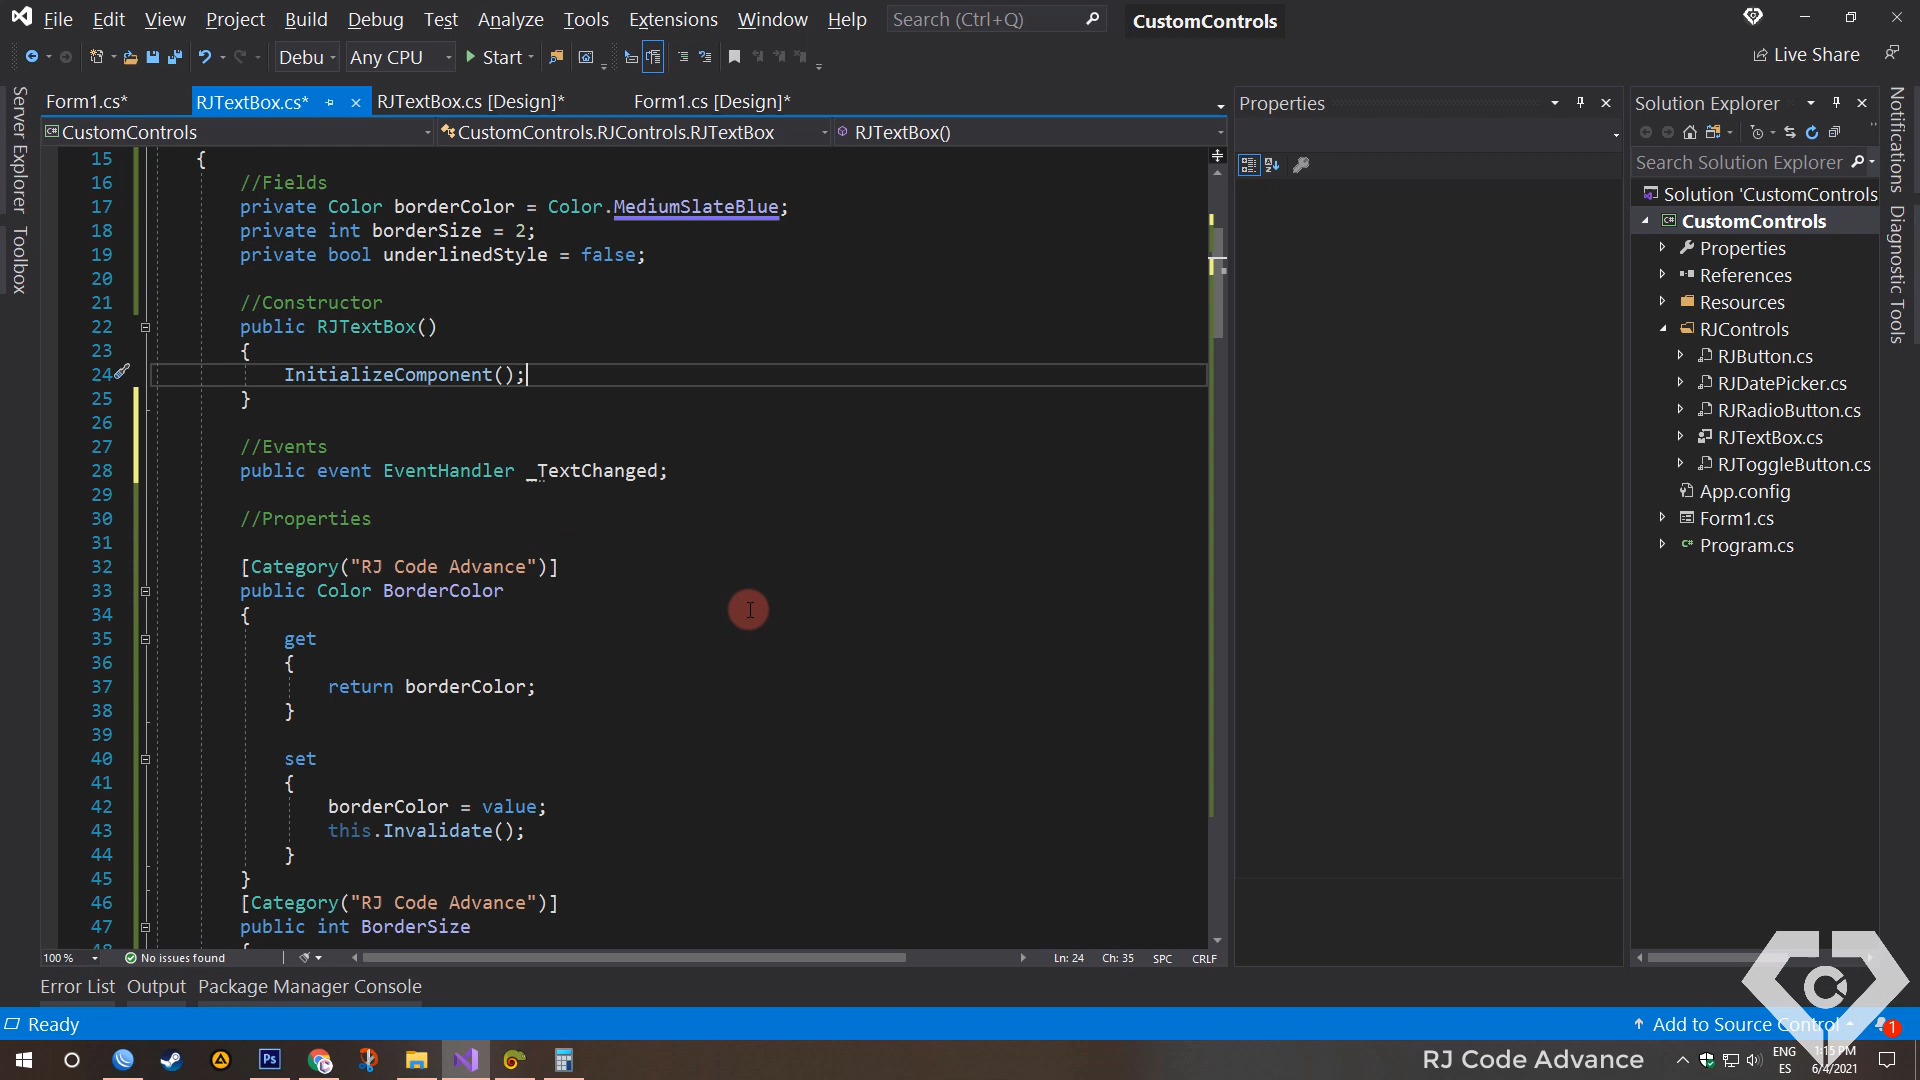 File Edit View Project Build Debug Test Analyze Tools Extensions Window Help Search (Ctrl+Q) CustomControls
Debu Any CPU Start Live Share
Form1.cs* RJTextBox.cs* RJTextBox.cs [Design]* Form1.cs [Design]*
CustomControls CustomControls.RJControls.RJTextBox RJTextBox()
Server Explorer
Toolbox
15 {
16 //Fields
17 private Color borderColor = Color.MediumSlateBlue;
18 private int borderSize = 2;
19 private bool underlinedStyle = false;
20
21 //Constructor
22 public RJTextBox()
23 {
24 InitializeComponent();
25 }
26
27 //Events
28 public event EventHandler _TextChanged;
29
30 //Properties
31
32 [Category("RJ Code Advance")]
33 public Color BorderColor
34 {
35 get
36 {
37 return borderColor;
38 }
39
40 set
41 {
42 borderColor = value;
43 this.Invalidate();
44 }
45 }
46 [Category("RJ Code Advance")]
47 public int BorderSize
48 {
100 % No issues found Ln: 24 Ch: 35 SPC CRLF
Properties
Solution Explorer
Search Solution Explorer
Solution 'CustomControls
CustomControls
Properties
References
Resources
RJControls
RJButton.cs
RJDatePicker.cs
RJRadioButton.cs
RJTextBox.cs
RJToggleButton.cs
App.config
Form1.cs
Program.cs
Notifications
Diagnostic Tools
Error List Output Package Manager Console
Ready Add to Source Control 1
Ps RJ Code Advance ENG 1:15 PM
ES 6/4/2021